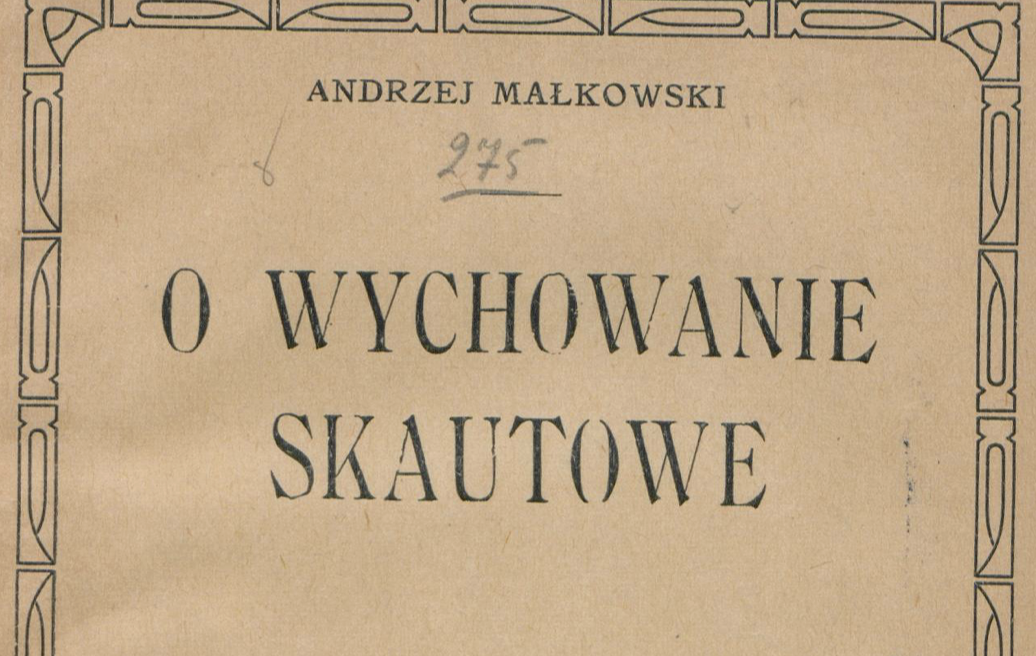 ANDRZEJ MAŁKOWSKI
275
O WYCHOWANIE
SKAUTOWE